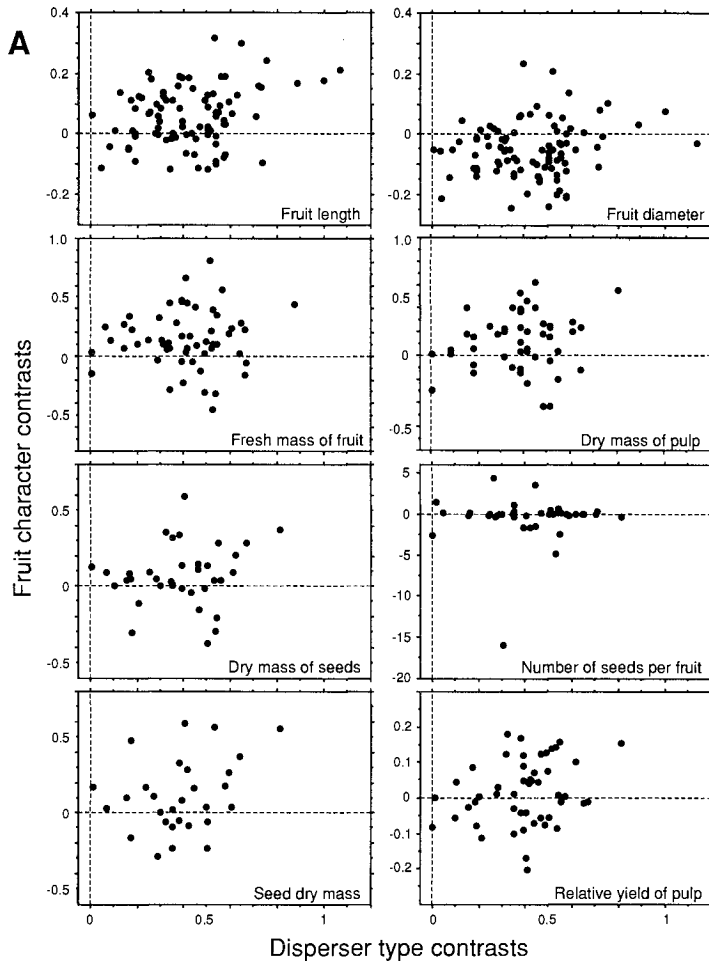 A
0.4
0.2
0
-0.2
Fruit length
0.4
0.2
0
-0.2
Fruit diameter
1.0
0.5
0
-0.5
Fresh mass of fruit
1.0
0.5
0
-0.5
Dry mass of pulp
0.5
0
-0.5
Dry mass of seeds
5
0
-5
-10
-15
-20
Number of seeds per fruit
0.5
0
-0.5
Seed dry mass
0.2
0.1
0
-0.1
-0.2
Relative yield of pulp
0 0.5 1
0 0.5 1
Fruit character contrasts
Disperser type contrasts